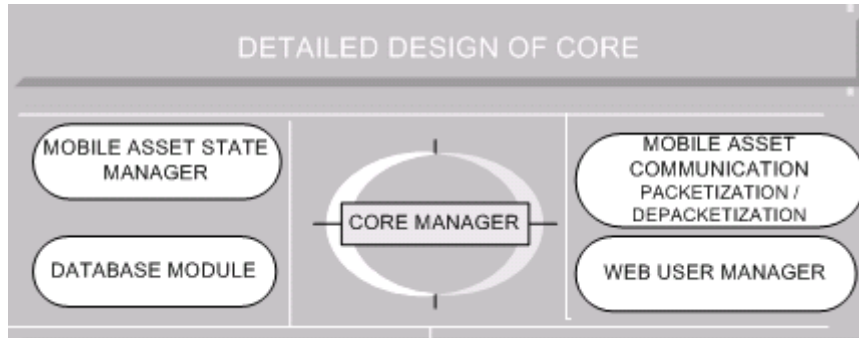 DETAILED DESIGN OF CORE
MOBILE ASSET STATE
MANAGER
DATABASE MODULE
CORE MANAGER
MOBILE ASSET
COMMUNICATION
PACKETIZATION /
DEPACKETIZATION
WEB USER MANAGER